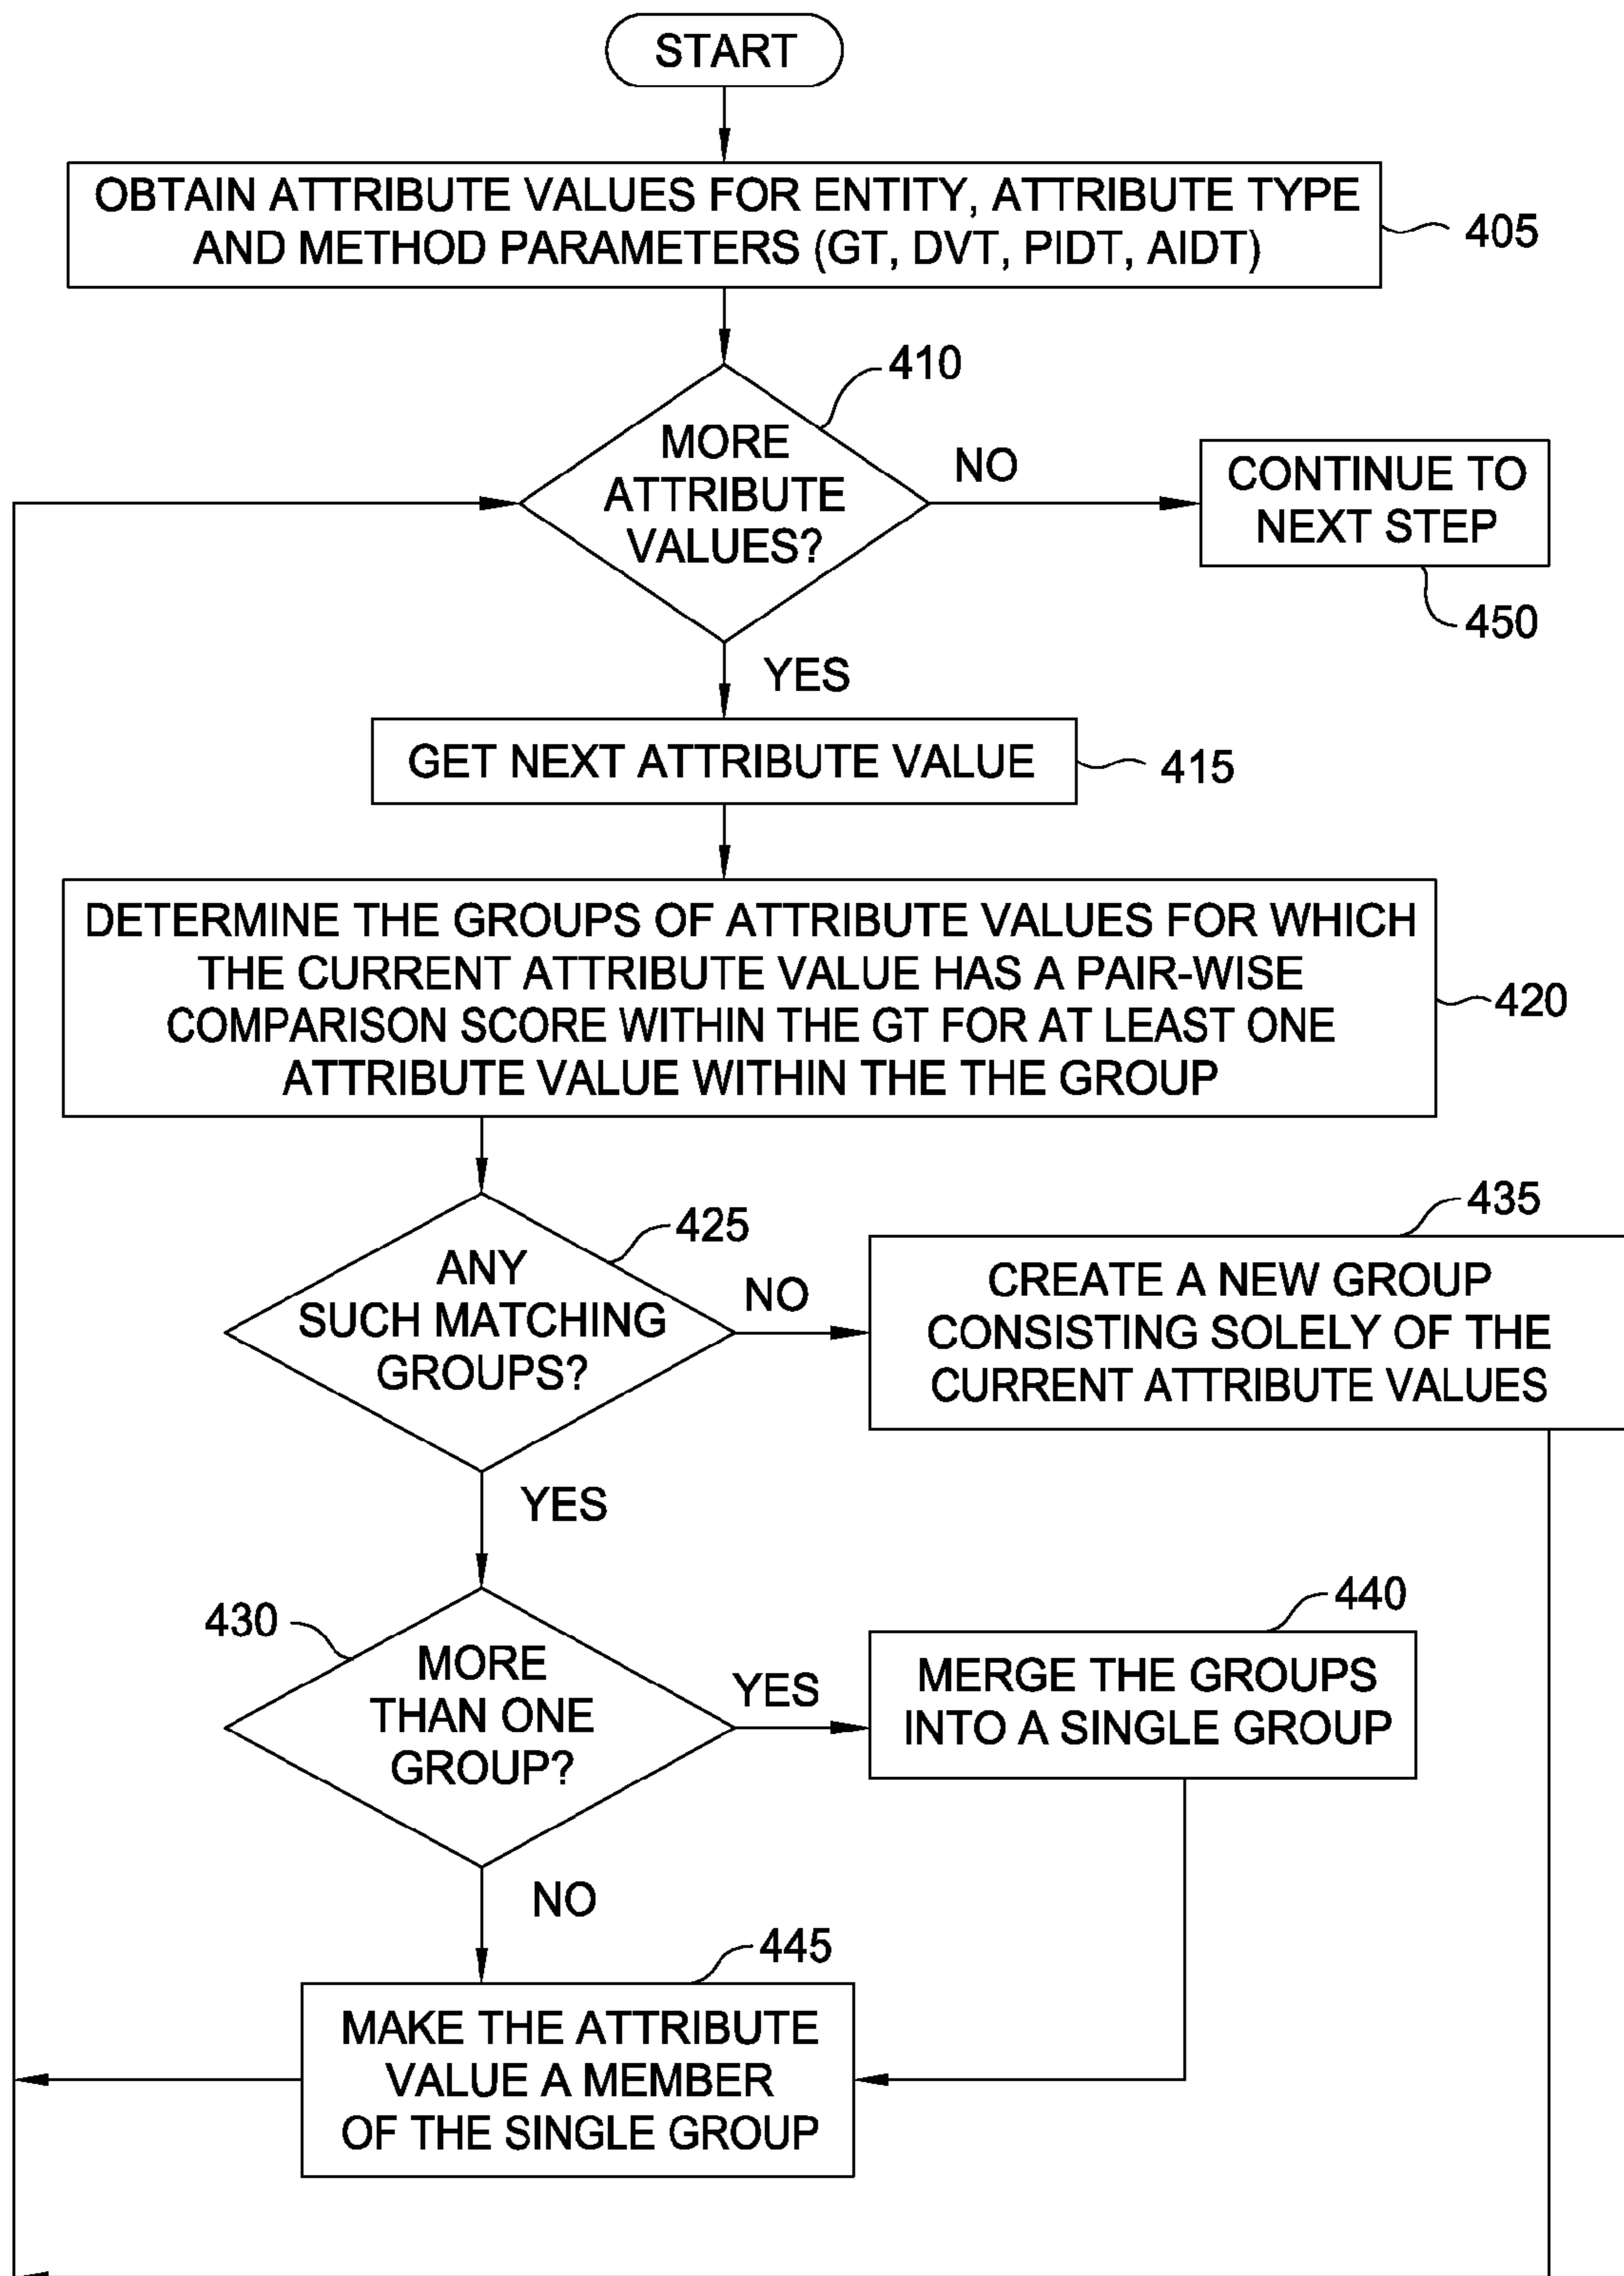 START
OBTAIN ATTRIBUTE VALUES FOR ENTITY, ATTRIBUTE TYPE
AND METHOD PARAMETERS (GT, DVT, PIDT, AIDT)
405
410
MORE
ATTRIBUTE
VALUES?
NO
CONTINUE TO
NEXT STEP
450
YES
GET NEXT ATTRIBUTE VALUE
415
DETERMINE THE GROUPS OF ATTRIBUTE VALUES FOR WHICH
THE CURRENT ATTRIBUTE VALUE HAS A PAIR-WISE
COMPARISON SCORE WITHIN THE GT FOR AT LEAST ONE
ATTRIBUTE VALUE WITHIN THE THE GROUP
420
425
ANY
SUCH MATCHING
GROUPS?
NO
435
CREATE A NEW GROUP
CONSISTING SOLELY OF THE
CURRENT ATTRIBUTE VALUES
YES
430
MORE
THAN ONE
GROUP?
YES
440
MERGE THE GROUPS
INTO A SINGLE GROUP
NO
445
MAKE THE ATTRIBUTE
VALUE A MEMBER
OF THE SINGLE GROUP